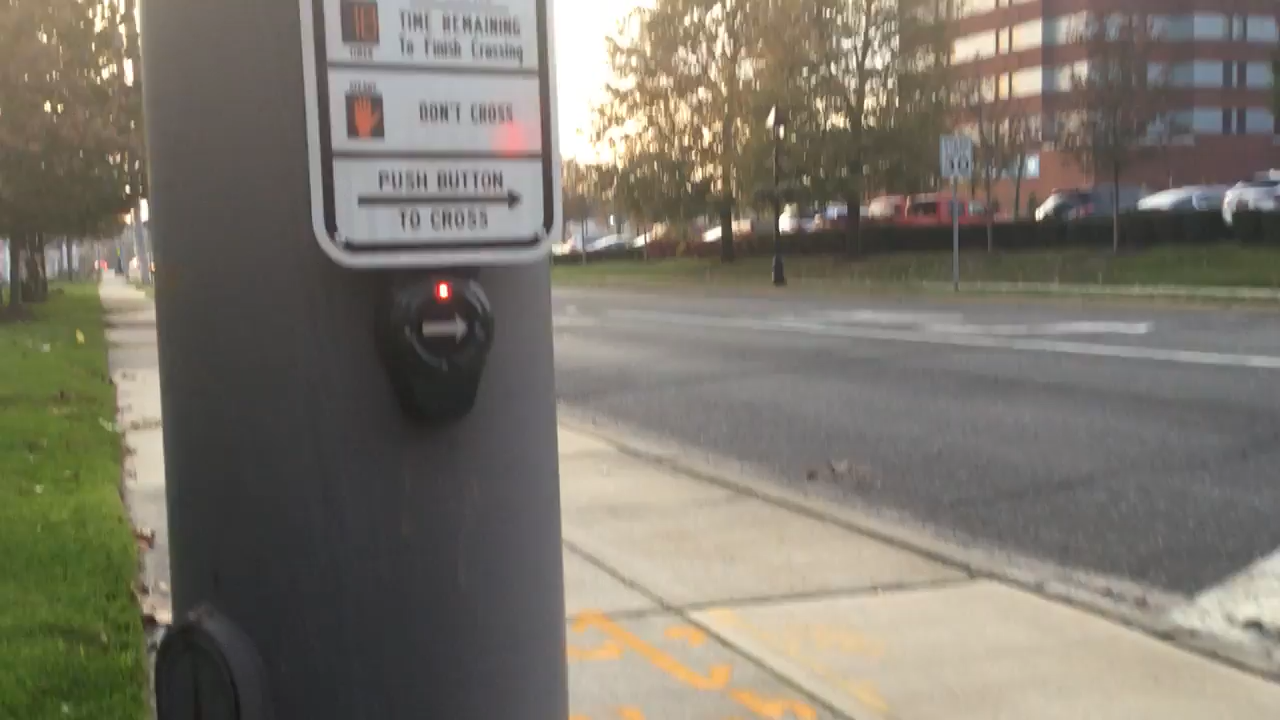 TIME REMAINING
To Finish Crossing
DON'T CROSS
PUSH BUTTON
TO CROSS